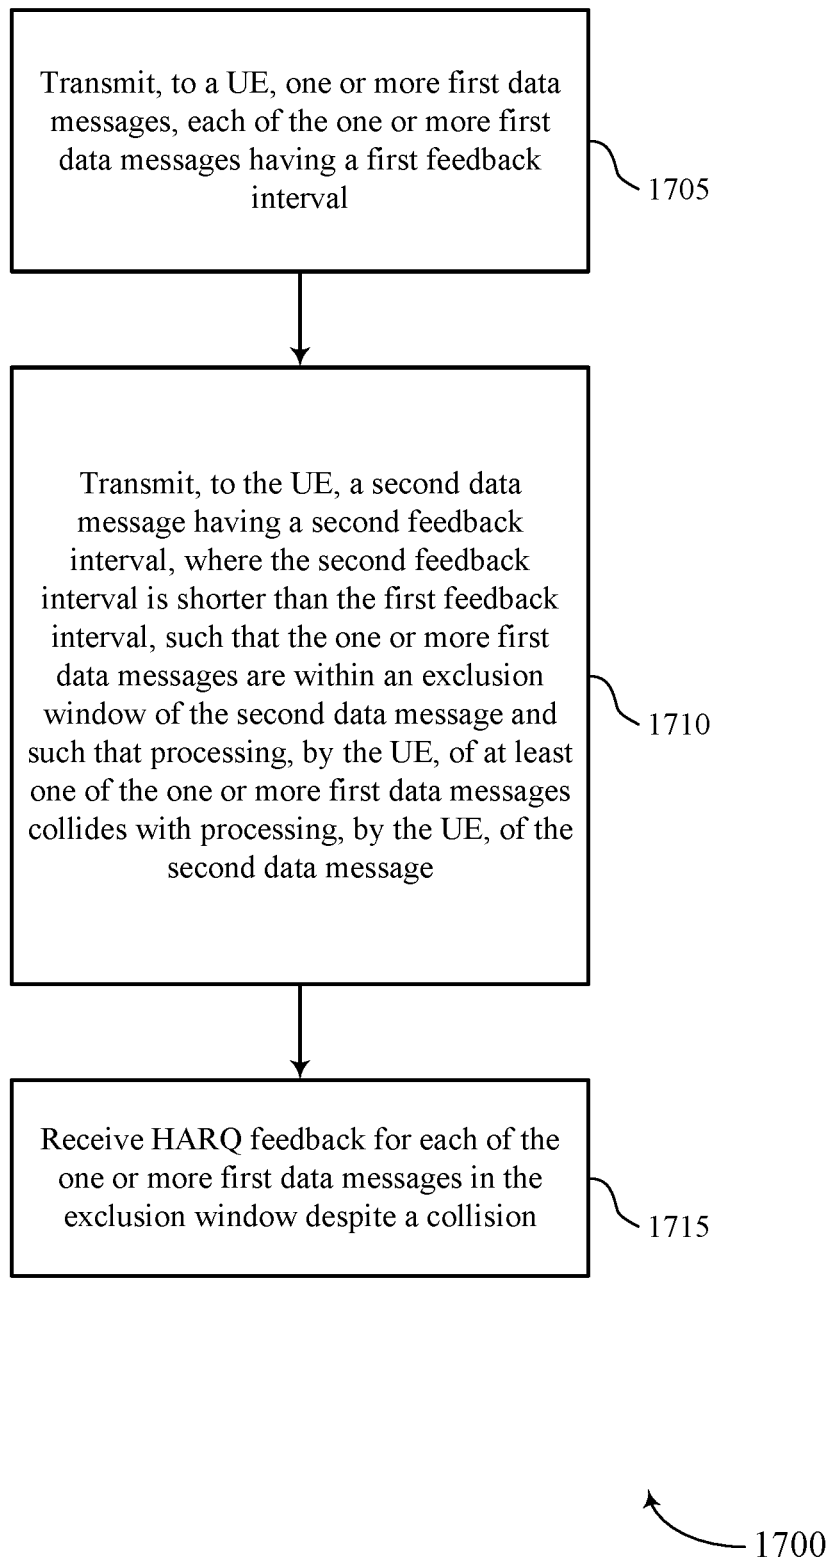 Transmit, to a UE, one or more first data
messages, each of the one or more first
data messages having a first feedback
interval
1705
Transmit, to the UE, a second data
message having a second feedback
interval, where the second feedback
interval is shorter than the first feedback
interval, such that the one or more first
data messages are within an exclusion
window of the second data message and
such that processing, by the UE, of at least
one of the one or more first data messages
collides with processing, by the UE, of the
second data message
1710
Receive HARQ feedback for each of the
one or more first data messages in the
exclusion window despite a collision
1715
1700